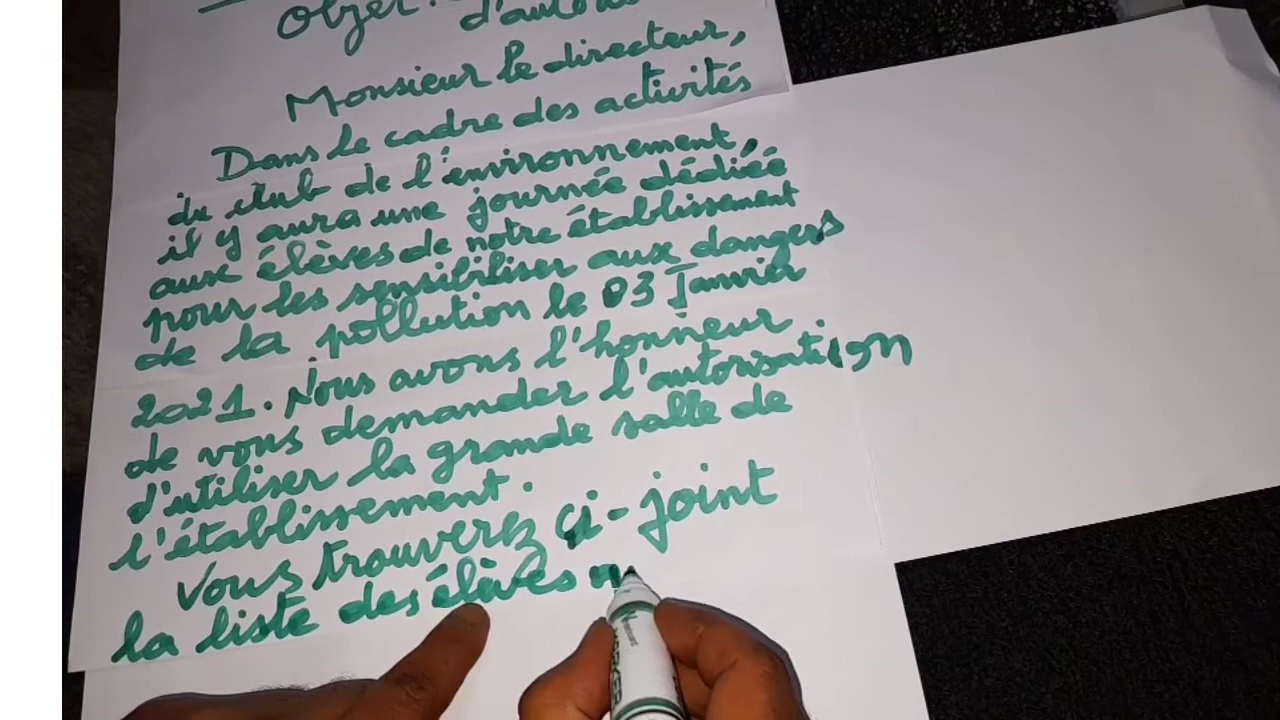 Objet:
Monsieur le directeur,
Dans le cadre des activités
du club de l'environnement,
il y aura une journée dédiée
aux élèves de notre établissement
pour les sensibiliser aux dangers
de la pollution le 03 Janvier
2021. Nous avons l'honneur
de vous demander l'autorisation
d'utiliser la grande salle de
l'établissement.
Vous trouverez ci-joint
la liste des élèves